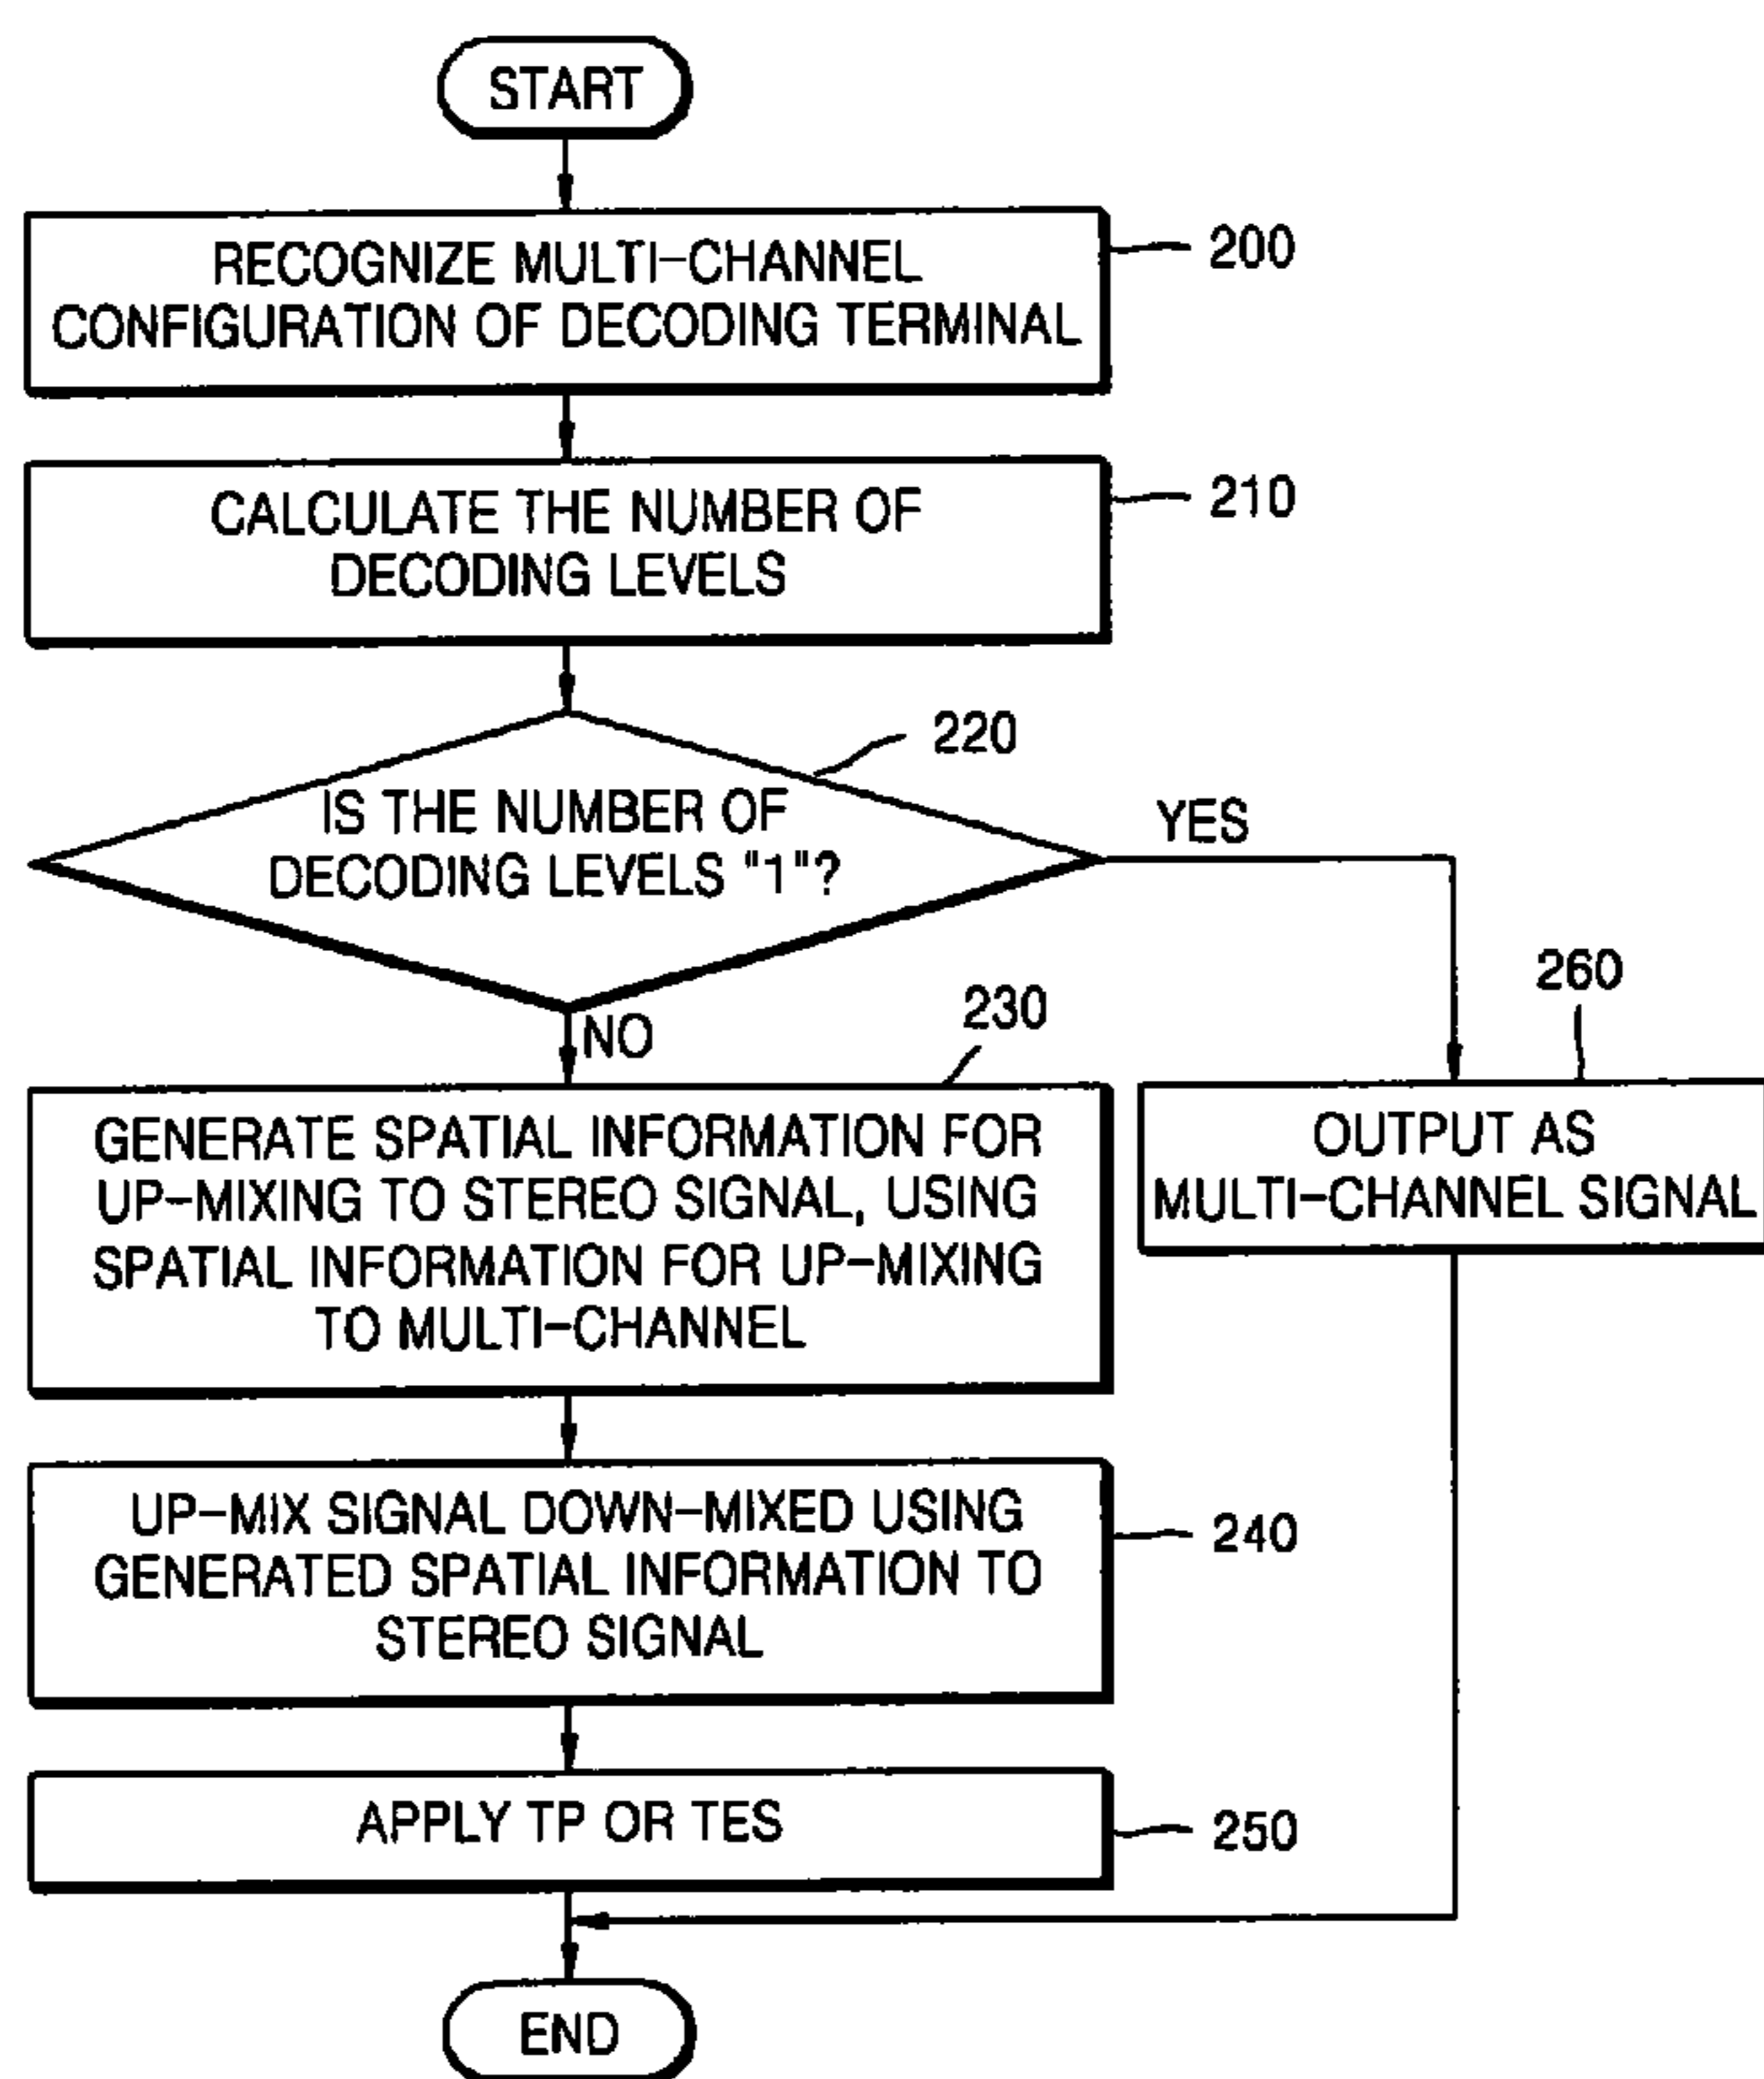 START
RECOGNIZE MULTI-CHANNEL
CONFIGURATION OF DECODING TERMINAL
200
CALCULATE THE NUMBER OF
DECODING LEVELS
210
220
IS THE NUMBER OF
DECODING LEVELS "1"?
YES
NO
230
GENERATE SPATIAL INFORMATION FOR
UP-MIXING TO STEREO SIGNAL, USING
SPATIAL INFORMATION FOR UP-MIXING
TO MULTI-CHANNEL
260
OUTPUT AS
MULTI-CHANNEL SIGNAL
UP-MIX SIGNAL DOWN-MIXED USING
GENERATED SPATIAL INFORMATION TO
STEREO SIGNAL
240
APPLY TP OR TES
250
END